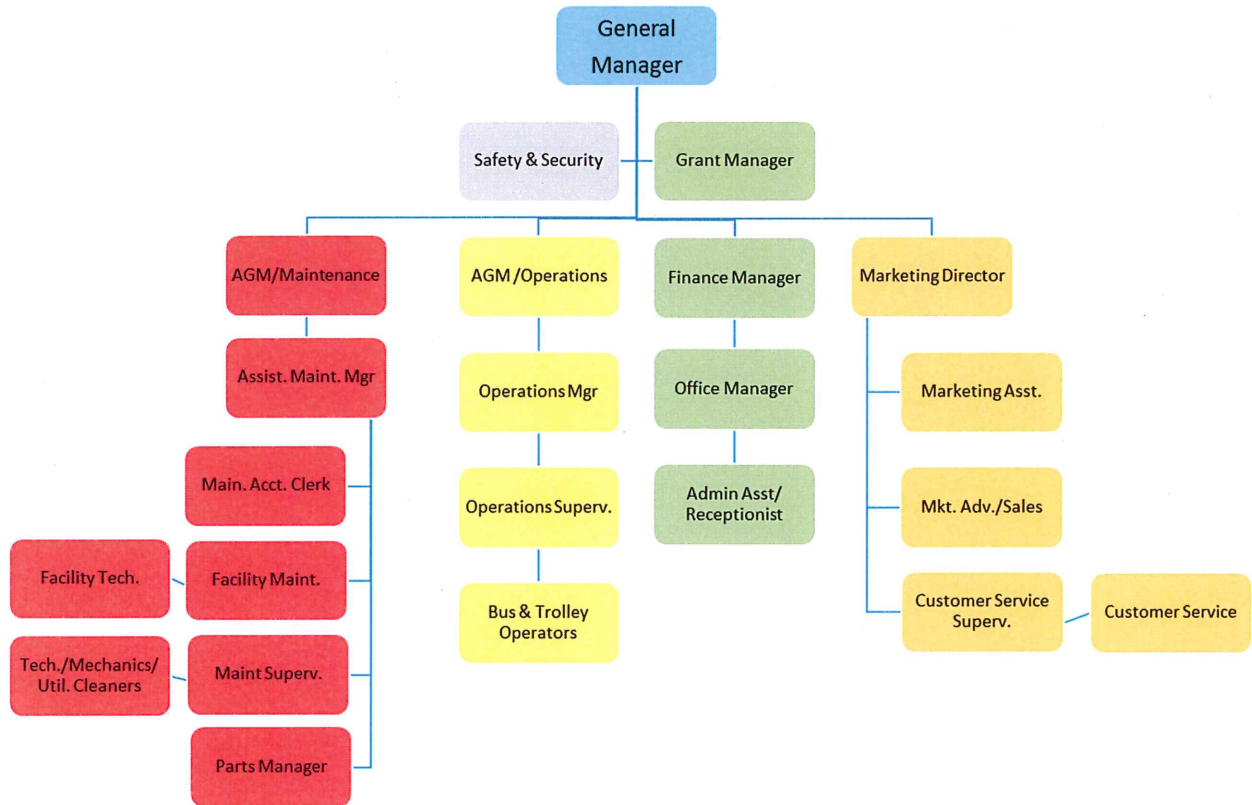 General
Manager
Safety & Security
Grant Manager
AGM/Maintenance
AGM /Operations
Finance Manager
Marketing Director
Assist. Maint. Mgr
Operations Mgr
Office Manager
Marketing Asst.
Main. Acct. Clerk
Operations Superv.
Admin Asst/
Receptionist
Mkt. Adv./Sales
Facility Tech.
Facility Maint.
Bus & Trolley
Operators
Customer Service
Superv.
Customer Service
Tech./Mechanics/
Util. Cleaners
Maint Superv.
Parts Manager